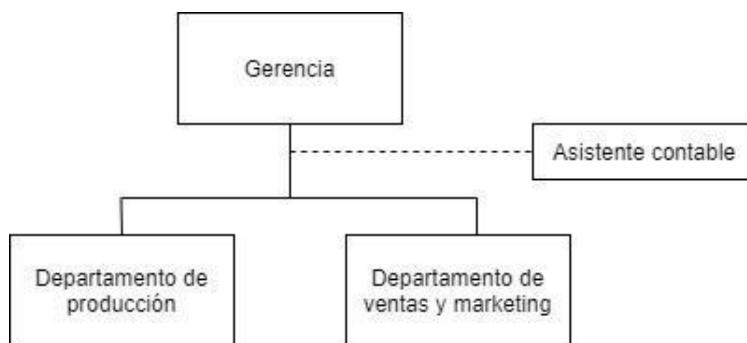 Gerencia
Asistente contable
Departamento de
producción
Departamento de
ventas y marketing